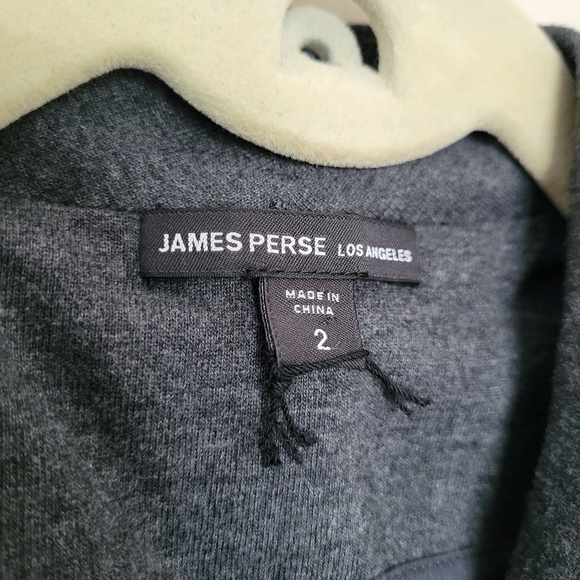 JAMES PERSE LOS ANGELES
MADE IN
CHINA
2